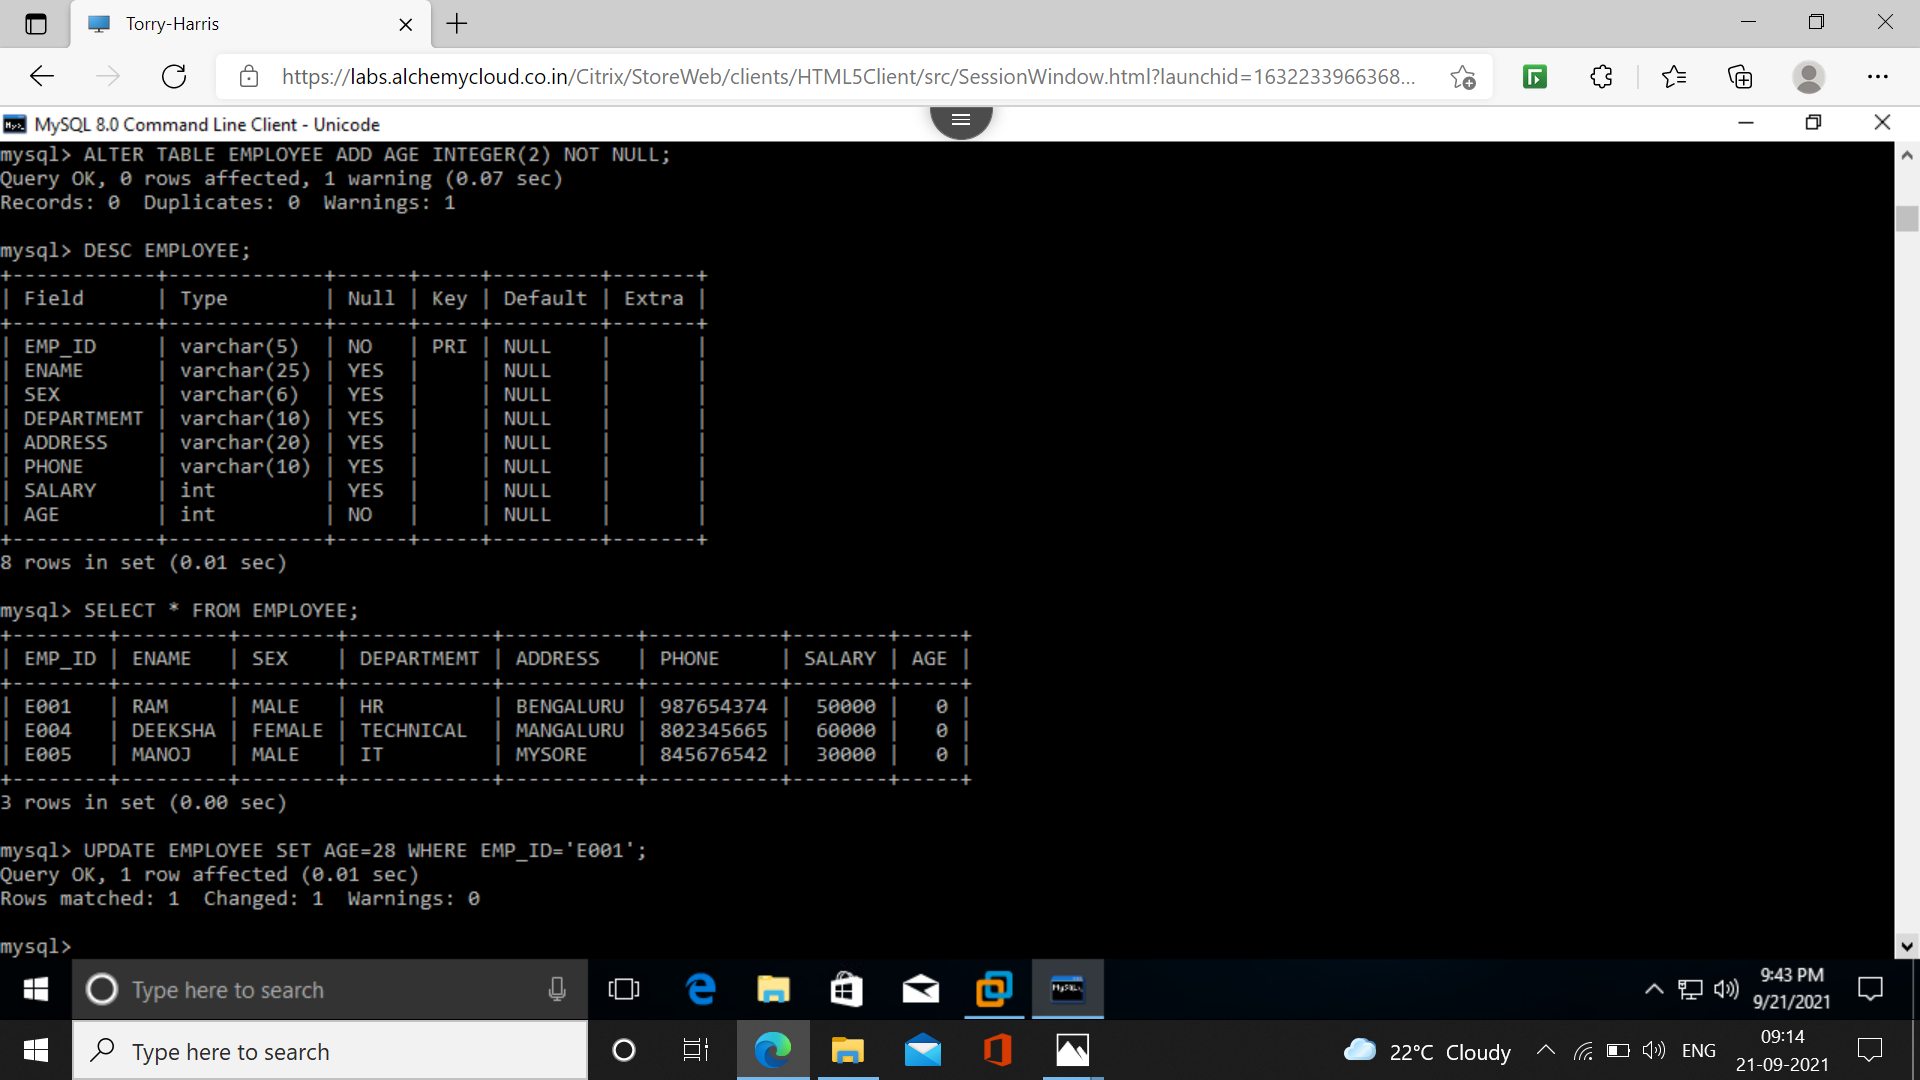 Torry-Harris
https://labs.alchemycloud.co.in/Citrix/StoreWeb/clients/HTML5Client/src/SessionWindow.html?launchid=1632233966368...
MySQL 8.0 Command Line Client - Unicode
mysql> ALTER TABLE EMPLOYEE ADD AGE INTEGER(2) NOT NULL;
Query OK, 0 rows affected, 1 warning (0.07 sec)
Records: 0  Duplicates: 0  Warnings: 1
mysql> DESC EMPLOYEE;
+------------+-------------+------+-----+---------+-------+
| Field      | Type        | Null | Key | Default | Extra |
+------------+-------------+------+-----+---------+-------+
| EMP_ID     | varchar(5)  | NO   | PRI | NULL    |       |
| ENAME      | varchar(25) | YES  |     | NULL    |       |
| SEX        | varchar(6)  | YES  |     | NULL    |       |
| DEPARTMEMT | varchar(10) | YES  |     | NULL    |       |
| ADDRESS    | varchar(20) | YES  |     | NULL    |       |
| PHONE      | varchar(10) | YES  |     | NULL    |       |
| SALARY     | int         | YES  |     | NULL    |       |
| AGE        | int         | NO   |     | NULL    |       |
+------------+-------------+------+-----+---------+-------+
8 rows in set (0.01 sec)
mysql> SELECT * FROM EMPLOYEE;
+--------+---------+--------+------------+-----------+-----------+--------+-----+
| EMP_ID | ENAME   | SEX    | DEPARTMEMT | ADDRESS   | PHONE     | SALARY | AGE |
+--------+---------+--------+------------+-----------+-----------+--------+-----+
| E001   | RAM     | MALE   | HR         | BENGALURU | 987654374 |  50000 |   0 |
| E004   | DEEKSHA | FEMALE | TECHNICAL  | MANGALURU | 802345665 |  60000 |   0 |
| E005   | MANOJ   | MALE   | IT         | MYSORE    | 845676542 |  30000 |   0 |
+--------+---------+--------+------------+-----------+-----------+--------+-----+
3 rows in set (0.00 sec)
mysql> UPDATE EMPLOYEE SET AGE=28 WHERE EMP_ID='E001';
Query OK, 1 row affected (0.01 sec)
Rows matched: 1  Changed: 1  Warnings: 0
mysql>
Type here to search
9:43 PM
9/21/2021
Type here to search
22°C Cloudy
ENG
09:14
21-09-2021